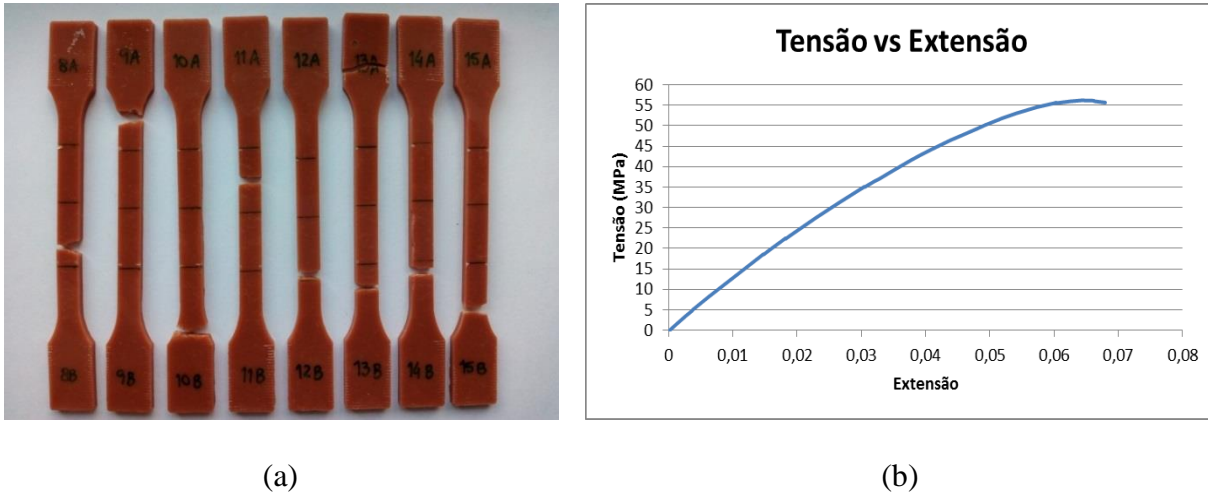 8A 9A 10A 11A 12A 13A 14A 15A
8B 9B 10B 11B 12B 13B 14B 15B
(a)
Tensão vs Extensão
Tensão (MPa)
60
55
50
45
40
35
30
25
20
15
10
5
0
0 0,01 0,02 0,03 0,04 0,05 0,06 0,07 0,08
Extensão
(b)